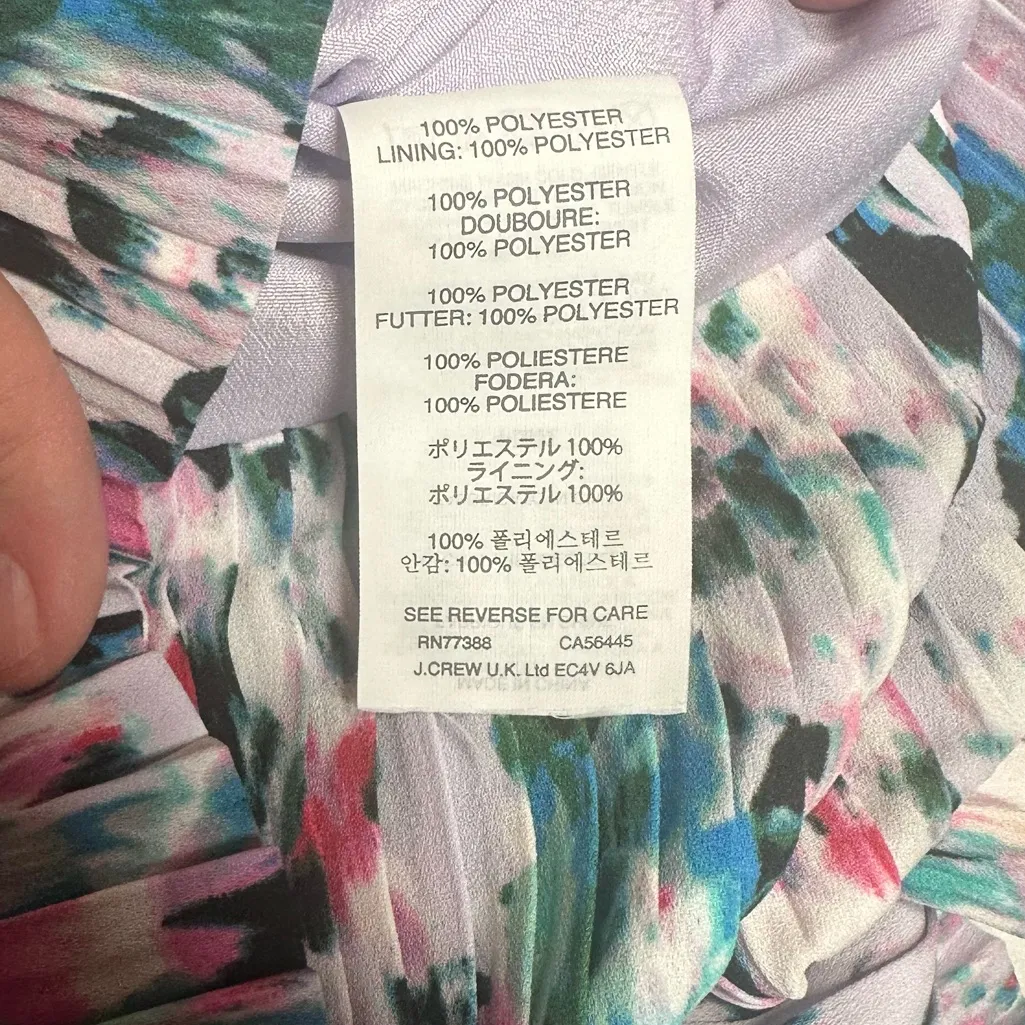 100% POLYESTER
LINING: 100% POLYESTER
100% POLYESTER
DOUBOURE:
100% POLYESTER
100% POLYESTER
FUTTER: 100% POLYESTER
100% POLIESTERE
FODERA:
100% POLIESTERE
ポリエステル 100%
ライニング:
ポリエステル 100%
100% 폴리에스테르
안감: 100% 폴리에스테르
SEE REVERSE FOR CARE
RN77388 CA56445
J.CREW U.K. Ltd EC4V 6JA
MADE IN CHINA